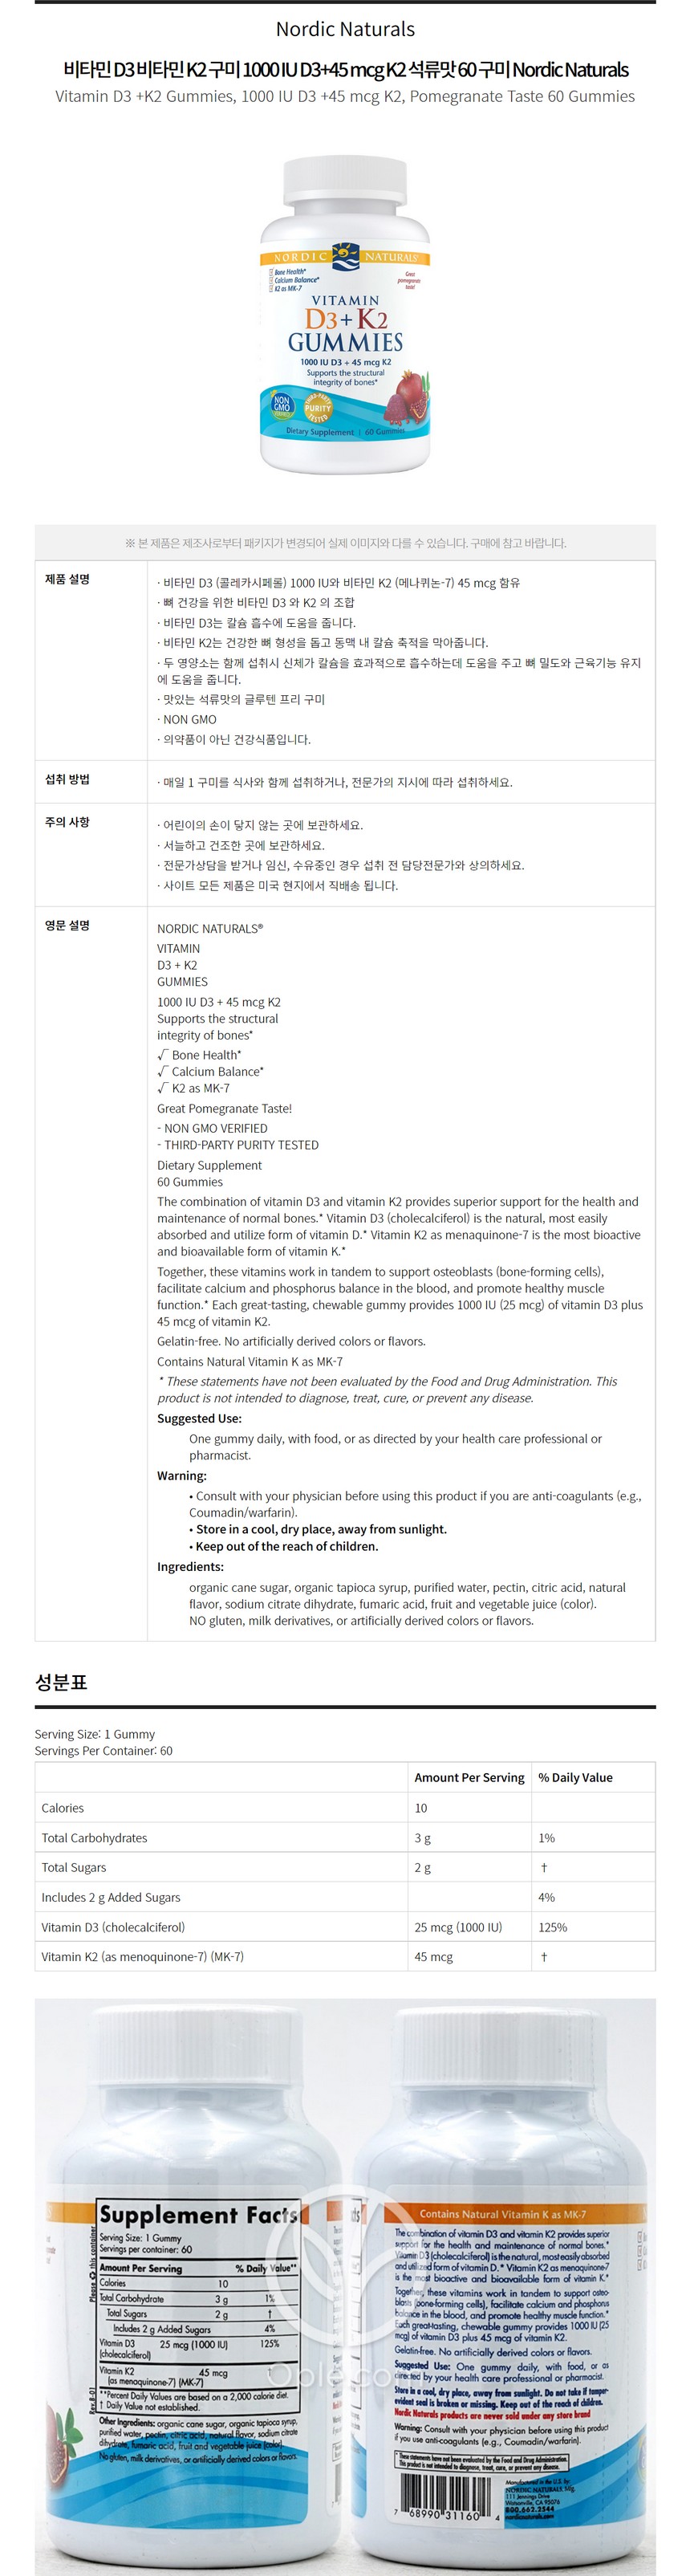 Nordic Naturals
비타민 D3 비타민 K2 구미 1000 IU D3+45 mcg K2 석류맛 60 구미 Nordic Naturals
Vitamin D3 +K2 Gummies, 1000 IU D3 +45 mcg K2, Pomegranate Taste 60 Gummies
NORDIC NATURALS
Bone Health*
Calcium Balance*
K2 as MK-7
Great
pomegranate
taste!
VITAMIN
D3+K2
GUMMIES
1000 IU D3 + 45 mcg K2
Supports the structural
integrity of bones*
NON
GMO
THIRD-PARTY
PURITY
TESTED
Dietary Supplement | 60 Gummies
※ 본 제품은 제조사로부터 패키지가 변경되어 실제 이미지와 다를 수 있습니다. 구매에 참고 바랍니다.
제품 설명
· 비타민 D3 (콜레카시페롤) 1000 IU와 비타민 K2 (메나퀴논-7) 45 mcg 함유
· 뼈 건강을 위한 비타민 D3 와 K2 의 조합
· 비타민 D3는 칼슘 흡수에 도움을 줍니다.
· 비타민 K2는 건강한 뼈 형성을 돕고 동맥 내 칼슘 축적을 막아줍니다.
· 두 영양소는 함께 섭취시 신체가 칼슘을 효과적으로 흡수하는데 도움을 주고 뼈 밀도와 근육기능 유지
에 도움을 줍니다.
· 맛있는 석류맛의 글루텐 프리 구미
· NON GMO
· 의약품이 아닌 건강식품입니다.
섭취 방법
· 매일 1 구미를 식사와 함께 섭취하거나, 전문가의 지시에 따라 섭취하세요.
주의 사항
· 어린이의 손이 닿지 않는 곳에 보관하세요.
· 서늘하고 건조한 곳에 보관하세요.
· 전문가상담을 받거나 임신, 수유중인 경우 섭취 전 담당전문가와 상의하세요.
· 사이트 모든 제품은 미국 현지에서 직배송 됩니다.
영문 설명
NORDIC NATURALS®
VITAMIN
D3 + K2
GUMMIES
1000 IU D3 + 45 mcg K2
Supports the structural
integrity of bones*
√ Bone Health*
√ Calcium Balance*
√ K2 as MK-7
Great Pomegranate Taste!
- NON GMO VERIFIED
- THIRD-PARTY PURITY TESTED
Dietary Supplement
60 Gummies
The combination of vitamin D3 and vitamin K2 provides superior support for the health and
maintenance of normal bones.* Vitamin D3 (cholecalciferol) is the natural, most easily
absorbed and utilize form of vitamin D.* Vitamin K2 as menaquinone-7 is the most bioactive
and bioavailable form of vitamin K.*
Together, these vitamins work in tandem to support osteoblasts (bone-forming cells),
facilitate calcium and phosphorus balance in the blood, and promote healthy muscle
function.* Each great-tasting, chewable gummy provides 1000 IU (25 mcg) of vitamin D3 plus
45 mcg of vitamin K2.
Gelatin-free. No artificially derived colors or flavors.
Contains Natural Vitamin K as MK-7
* These statements have not been evaluated by the Food and Drug Administration. This
product is not intended to diagnose, treat, cure, or prevent any disease.
Suggested Use:
One gummy daily, with food, or as directed by your health care professional or
pharmacist.
Warning:
• Consult with your physician before using this product if you are anti-coagulants (e.g.,
Coumadin/warfarin).
• Store in a cool, dry place, away from sunlight.
• Keep out of the reach of children.
Ingredients:
organic cane sugar, organic tapioca syrup, purified water, pectin, citric acid, natural
flavor, sodium citrate dihydrate, fumaric acid, fruit and vegetable juice (color).
NO gluten, milk derivatives, or artificially derived colors or flavors.
성분표
Serving Size: 1 Gummy
Servings Per Container: 60
Amount Per Serving % Daily Value
Calories 10
Total Carbohydrates 3 g 1%
Total Sugars 2 g †
Includes 2 g Added Sugars 4%
Vitamin D3 (cholecalciferol) 25 mcg (1000 IU) 125%
Vitamin K2 (as menoquinone-7) (MK-7) 45 mcg †
Supplement Facts
Serving Size: 1 Gummy
Servings per container: 60
Amount Per Serving % Daily Value**
Calories 10
Total Carbohydrate 3 g 1%
Total Sugars 2 g †
Includes 2 g Added Sugars 4%
Vitamin D3 25 mcg (1000 IU) 125%
(cholecalciferol)
Vitamin K2 45 mcg
(as menaquinone-7) (MK-7)
**Percent Daily Values are based on a 2,000 calorie diet.
† Daily Value not established.
Other Ingredients: organic cane sugar, organic tapioca syrup,
purified water, pectin, citric acid, natural flavor, sodium citrate
dihydrate, fumaric acid, fruit and vegetable juice (color).
No gluten, milk derivatives, or artificially derived colors or flavors.
Please ♻ this container
Contains Natural Vitamin K as MK-7
The combination of vitamin D3 and vitamin K2 provides superior
support for the health and maintenance of normal bones.*
Vitamin D3 (cholecalciferol) is the natural, most easily absorbed
and utilized form of vitamin D.* Vitamin K2 as menaquinone-7
is the most bioactive and bioavailable form of vitamin K.*
Together, these vitamins work in tandem to support osteo-
blasts (bone-forming cells), facilitate calcium and phosphorus
balance in the blood, and promote healthy muscle function.*
Each great-tasting, chewable gummy provides 1000 IU (25
mcg) of vitamin D3 plus 45 mcg of vitamin K2.
Gelatin-free. No artificially derived colors or flavors.
Suggested Use: One gummy daily, with food, or as
directed by your health care professional or pharmacist.
Store in a cool, dry place, away from sunlight. Do not take if tamper-
evident seal is broken or missing. Keep out of the reach of children.
Nordic Naturals products are never sold under any store brand
Warning: Consult with your physician before using this product
if you use anti-coagulants (e.g., Coumadin/warfarin).
*These statements have not been evaluated by the Food and Drug Administration.
This product is not intended to diagnose, treat, cure, or prevent any disease.
Manufactured in the U.S. by:
NORDIC NATURALS Mfg.
111 Jennings Drive
Watsonville, CA 95076
800.662.2544
nordicnaturals.com
7 68990 31160 4